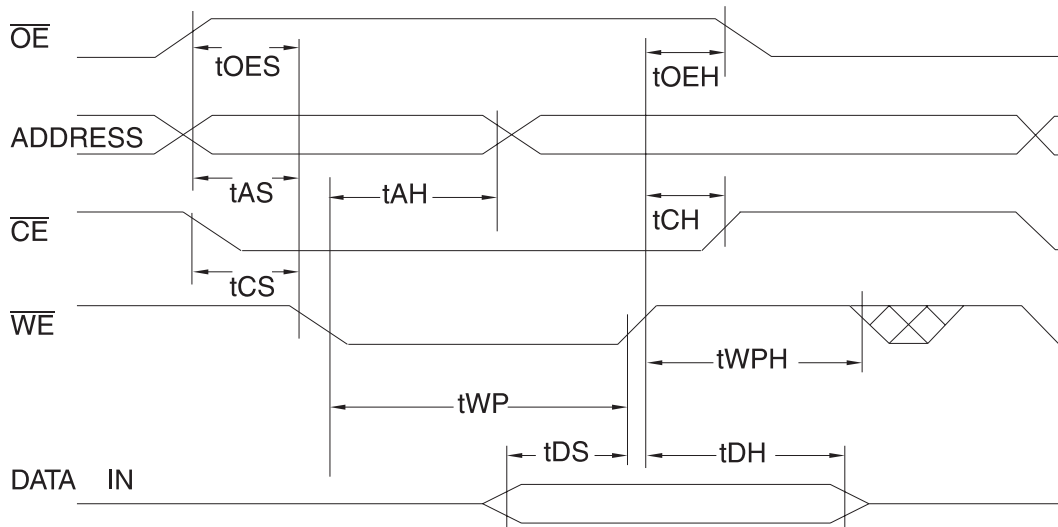 OE
tOES
tOEH
ADDRESS
tAS
tAH
tCH
CE
tCS
WE
tWPH
tWP
tDS
tDH
DATA IN